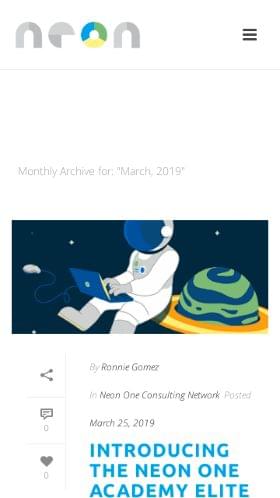 neon
Monthly Archive for: "March, 2019"
By Ronnie Gomez
In Neon One Consulting Network Posted
March 25, 2019
0
0
INTRODUCING
THE NEON ONE
ACADEMY ELITE